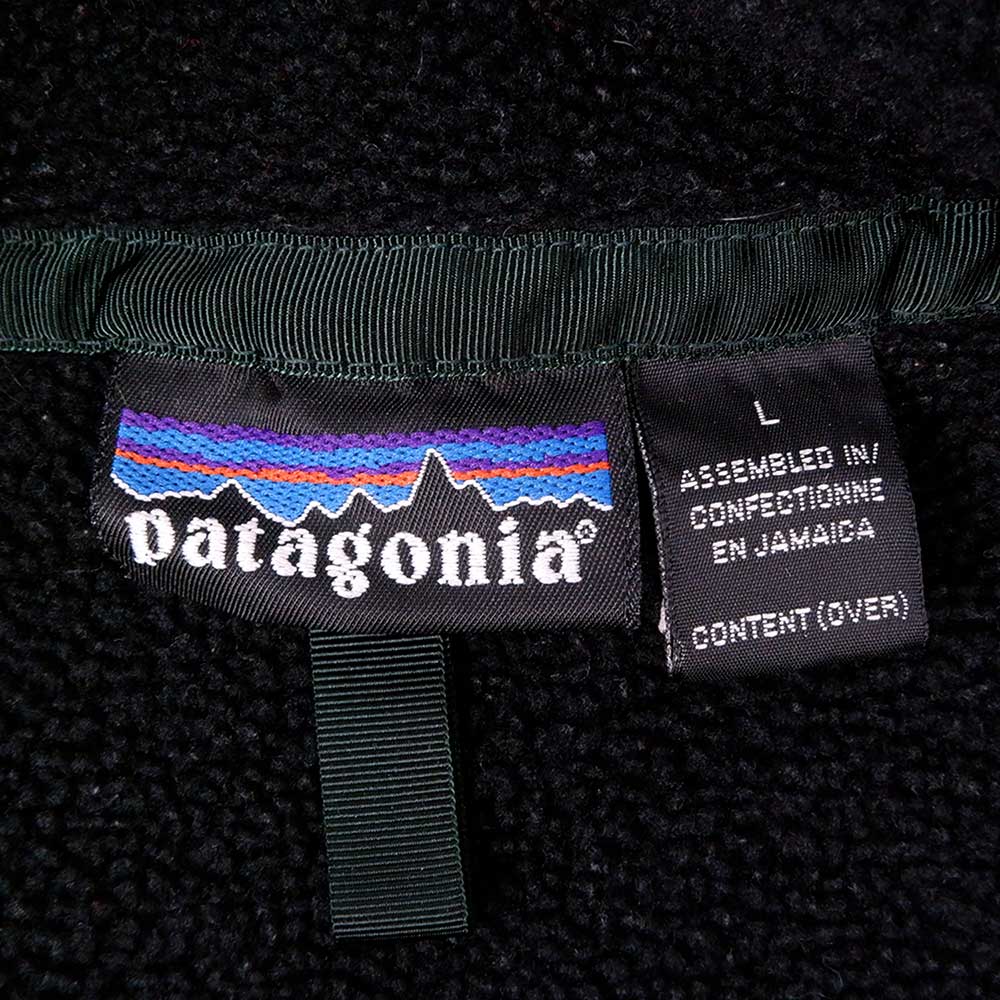 patagonia®
L
ASSEMBLED IN/
CONFECTIONNE
EN JAMAICA
CONTENT (OVER)